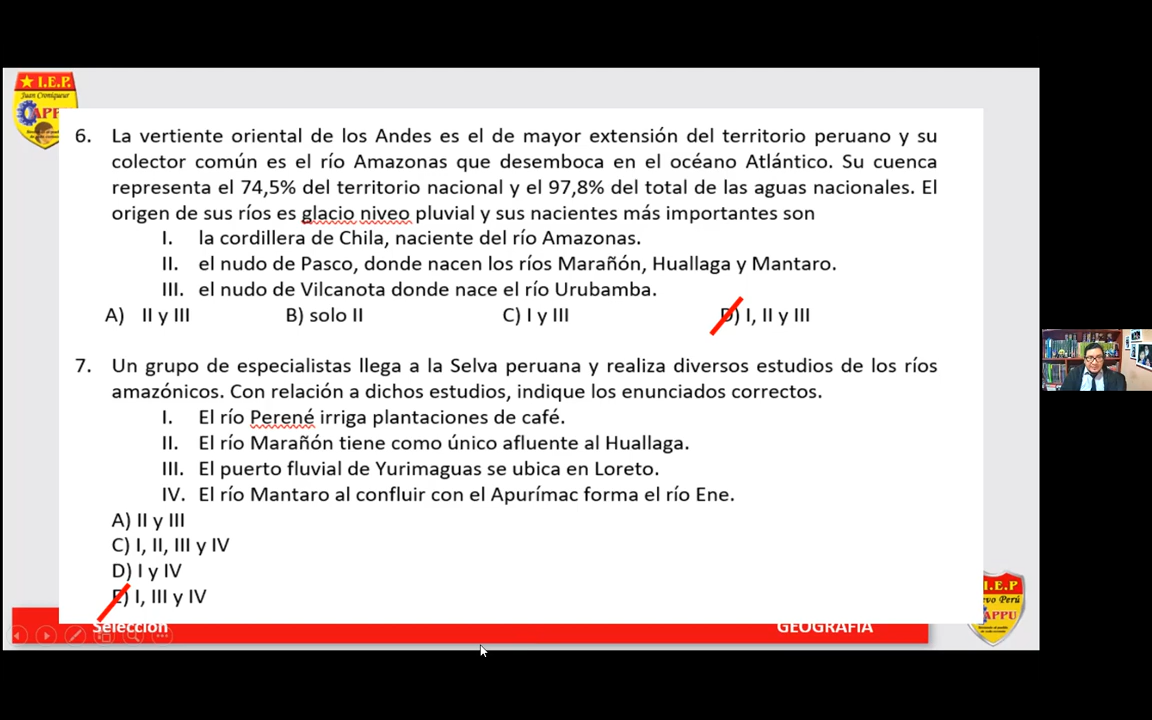 ★ I.E.P.
Juan Croniqueur
APPU
6. La vertiente oriental de los Andes es el de mayor extensión del territorio peruano y su
colector común es el río Amazonas que desemboca en el océano Atlántico. Su cuenca
representa el 74,5% del territorio nacional y el 97,8% del total de las aguas nacionales. El
origen de sus ríos es glacio niveo pluvial y sus nacientes más importantes son
I. la cordillera de Chila, naciente del río Amazonas.
II. el nudo de Pasco, donde nacen los ríos Marañón, Huallaga y Mantaro.
III. el nudo de Vilcanota donde nace el río Urubamba.
A) II y III B) solo II C) I y III D) I, II y III
7. Un grupo de especialistas llega a la Selva peruana y realiza diversos estudios de los ríos
amazónicos. Con relación a dichos estudios, indique los enunciados correctos.
I. El río Perené irriga plantaciones de café.
II. El río Marañón tiene como único afluente al Huallaga.
III. El puerto fluvial de Yurimaguas se ubica en Loreto.
IV. El río Mantaro al confluir con el Apurímac forma el río Ene.
A) II y III
C) I, II, III y IV
D) I y IV
E) I, III y IV
Selección GEOGRAFÍA
I.E.P
evo Perú
APPU